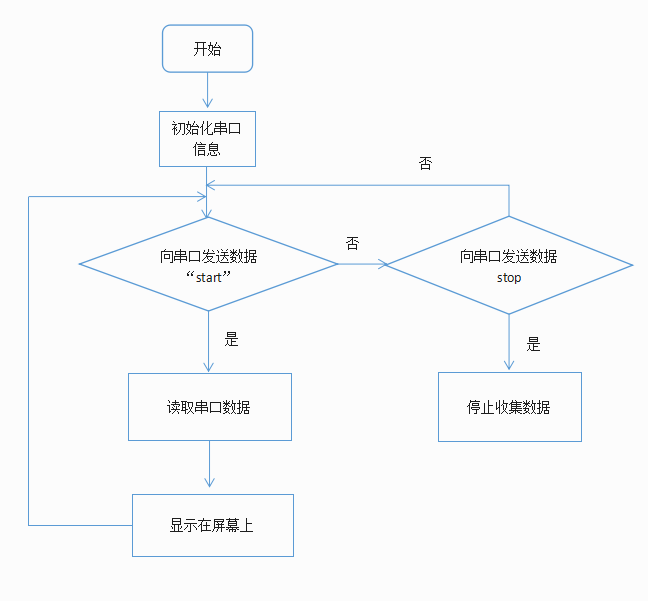 开始
初始化串口
信息
否
向串口发送数据
“start”
否
向串口发送数据
stop
是
是
读取串口数据
停止收集数据
显示在屏幕上